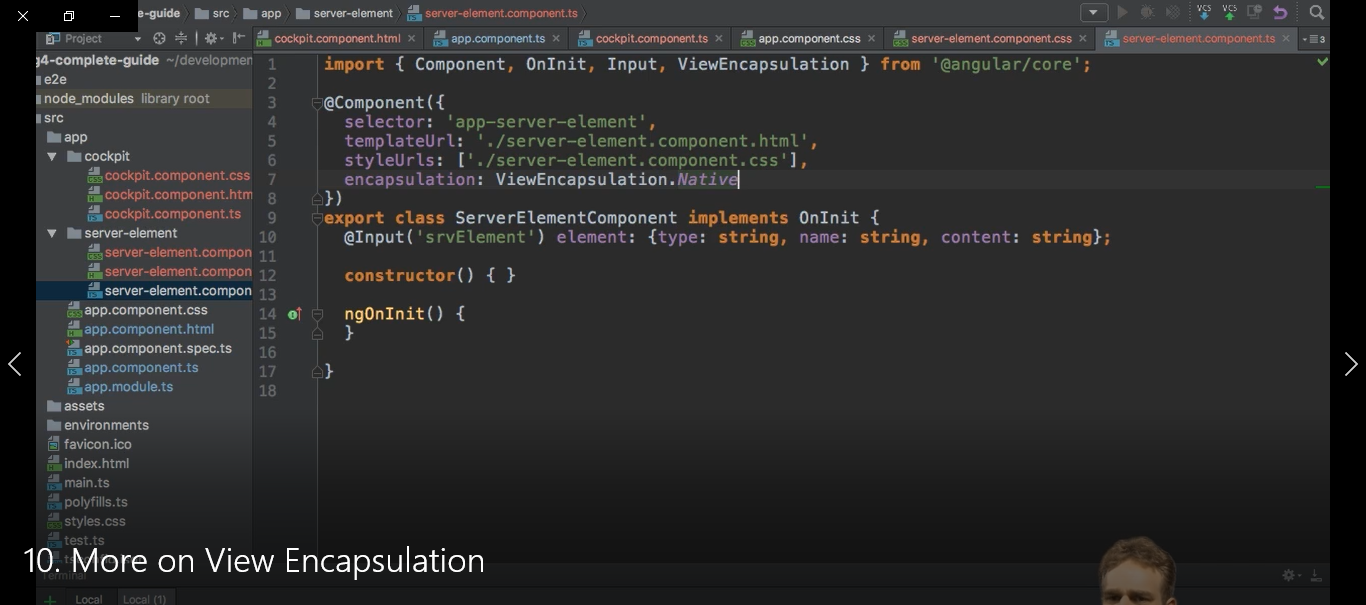 e-guide src app server-element server-element.component.ts
Project
cockpit.component.html app.component.ts cockpit.component.ts app.component.css server-element.component.css server-element.component.ts
VCS VCS
3
g4-complete-guide ~/developmen
e2e
node_modules library root
src
app
cockpit
cockpit.component.css
cockpit.component.htm
cockpit.component.ts
server-element
server-element.compon
server-element.compon
server-element.compon
app.component.css
app.component.html
app.component.spec.ts
app.component.ts
app.module.ts
assets
environments
favicon.ico
index.html
main.ts
polyfills.ts
styles.css
test.ts
1 import { Component, OnInit, Input, ViewEncapsulation } from '@angular/core';
2
3 @Component({
4 selector: 'app-server-element',
5 templateUrl: './server-element.component.html',
6 styleUrls: ['./server-element.component.css'],
7 encapsulation: ViewEncapsulation.Native
8 })
9 export class ServerElementComponent implements OnInit {
10 @Input('srvElement') element: {type: string, name: string, content: string};
11
12 constructor() { }
13
14 ngOnInit() {
15 }
16
17 }
18
10. More on View Encapsulation
Terminal
Local Local (1)